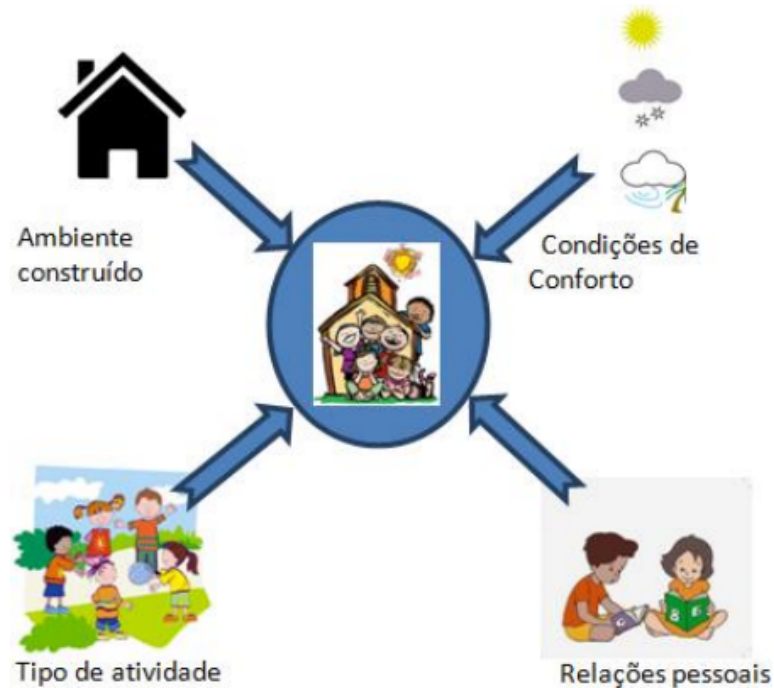 Ambiente
construído
Condições de
Conforto
Tipo de atividade
Relações pessoais